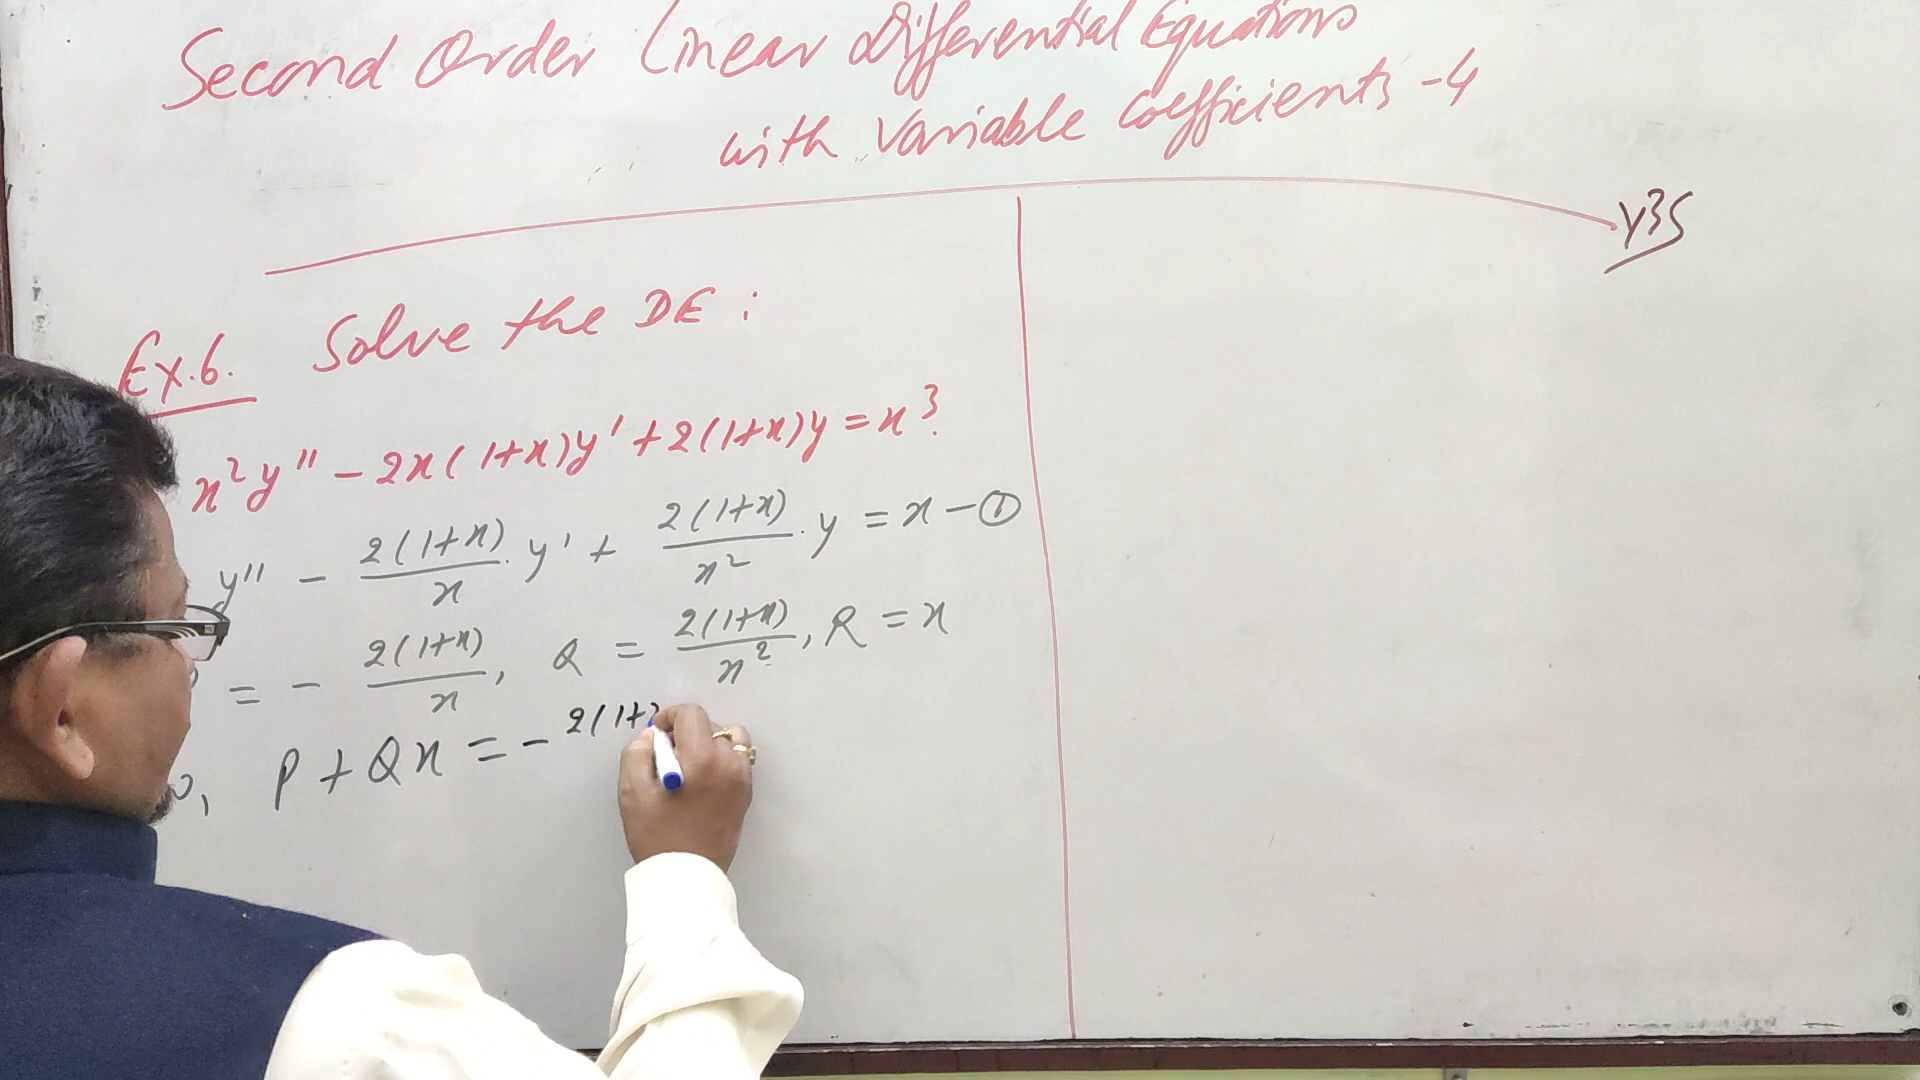 Second Order Linear Differential Equations
with Variable coefficients -4
Y3S
Ex.6. Solve the DE :
x²y'' - 2x(1+x)y' + 2(1+x)y = x³.
y'' - 2(1+x)/x . y' + 2(1+x)/x² . y = x - ①
= - 2(1+x)/x, Q = 2(1+x)/x², R = x
P + Qx = - 2(1+